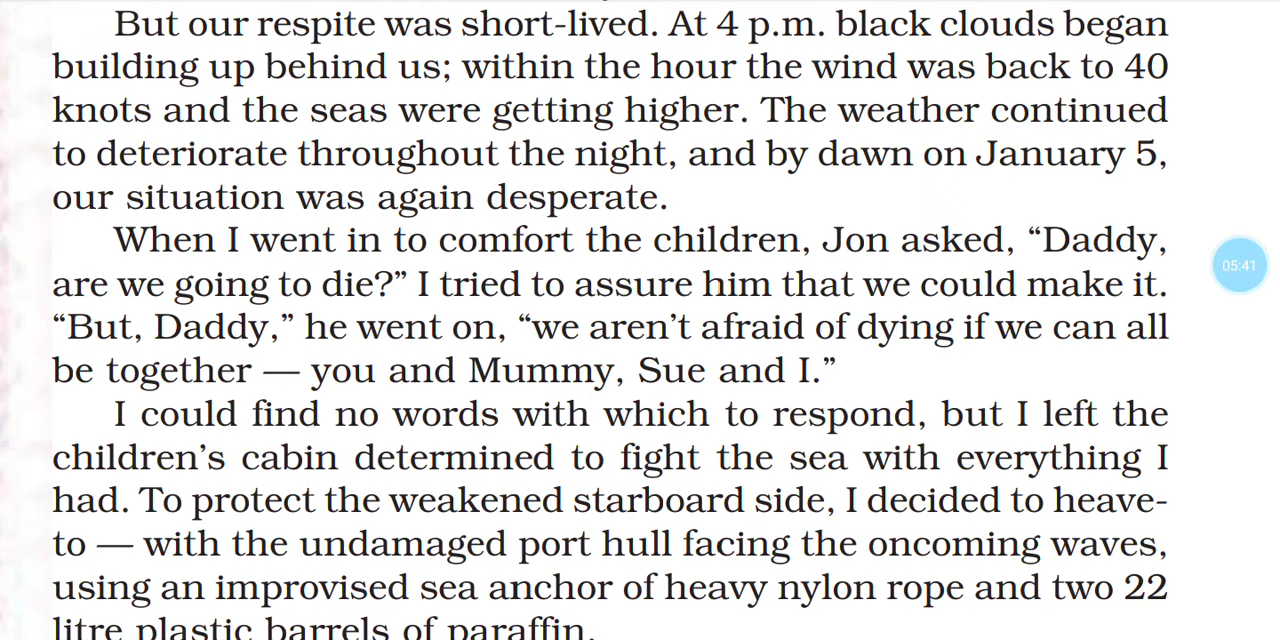 But our respite was short-lived. At 4 p.m. black clouds began
building up behind us; within the hour the wind was back to 40
knots and the seas were getting higher. The weather continued
to deteriorate throughout the night, and by dawn on January 5,
our situation was again desperate.
When I went in to comfort the children, Jon asked, “Daddy,
are we going to die?” I tried to assure him that we could make it.
“But, Daddy,” he went on, “we aren’t afraid of dying if we can all
be together — you and Mummy, Sue and I.”
I could find no words with which to respond, but I left the
children’s cabin determined to fight the sea with everything I
had. To protect the weakened starboard side, I decided to heave-
to — with the undamaged port hull facing the oncoming waves,
using an improvised sea anchor of heavy nylon rope and two 22
litre plastic barrels of paraffin.
05:41